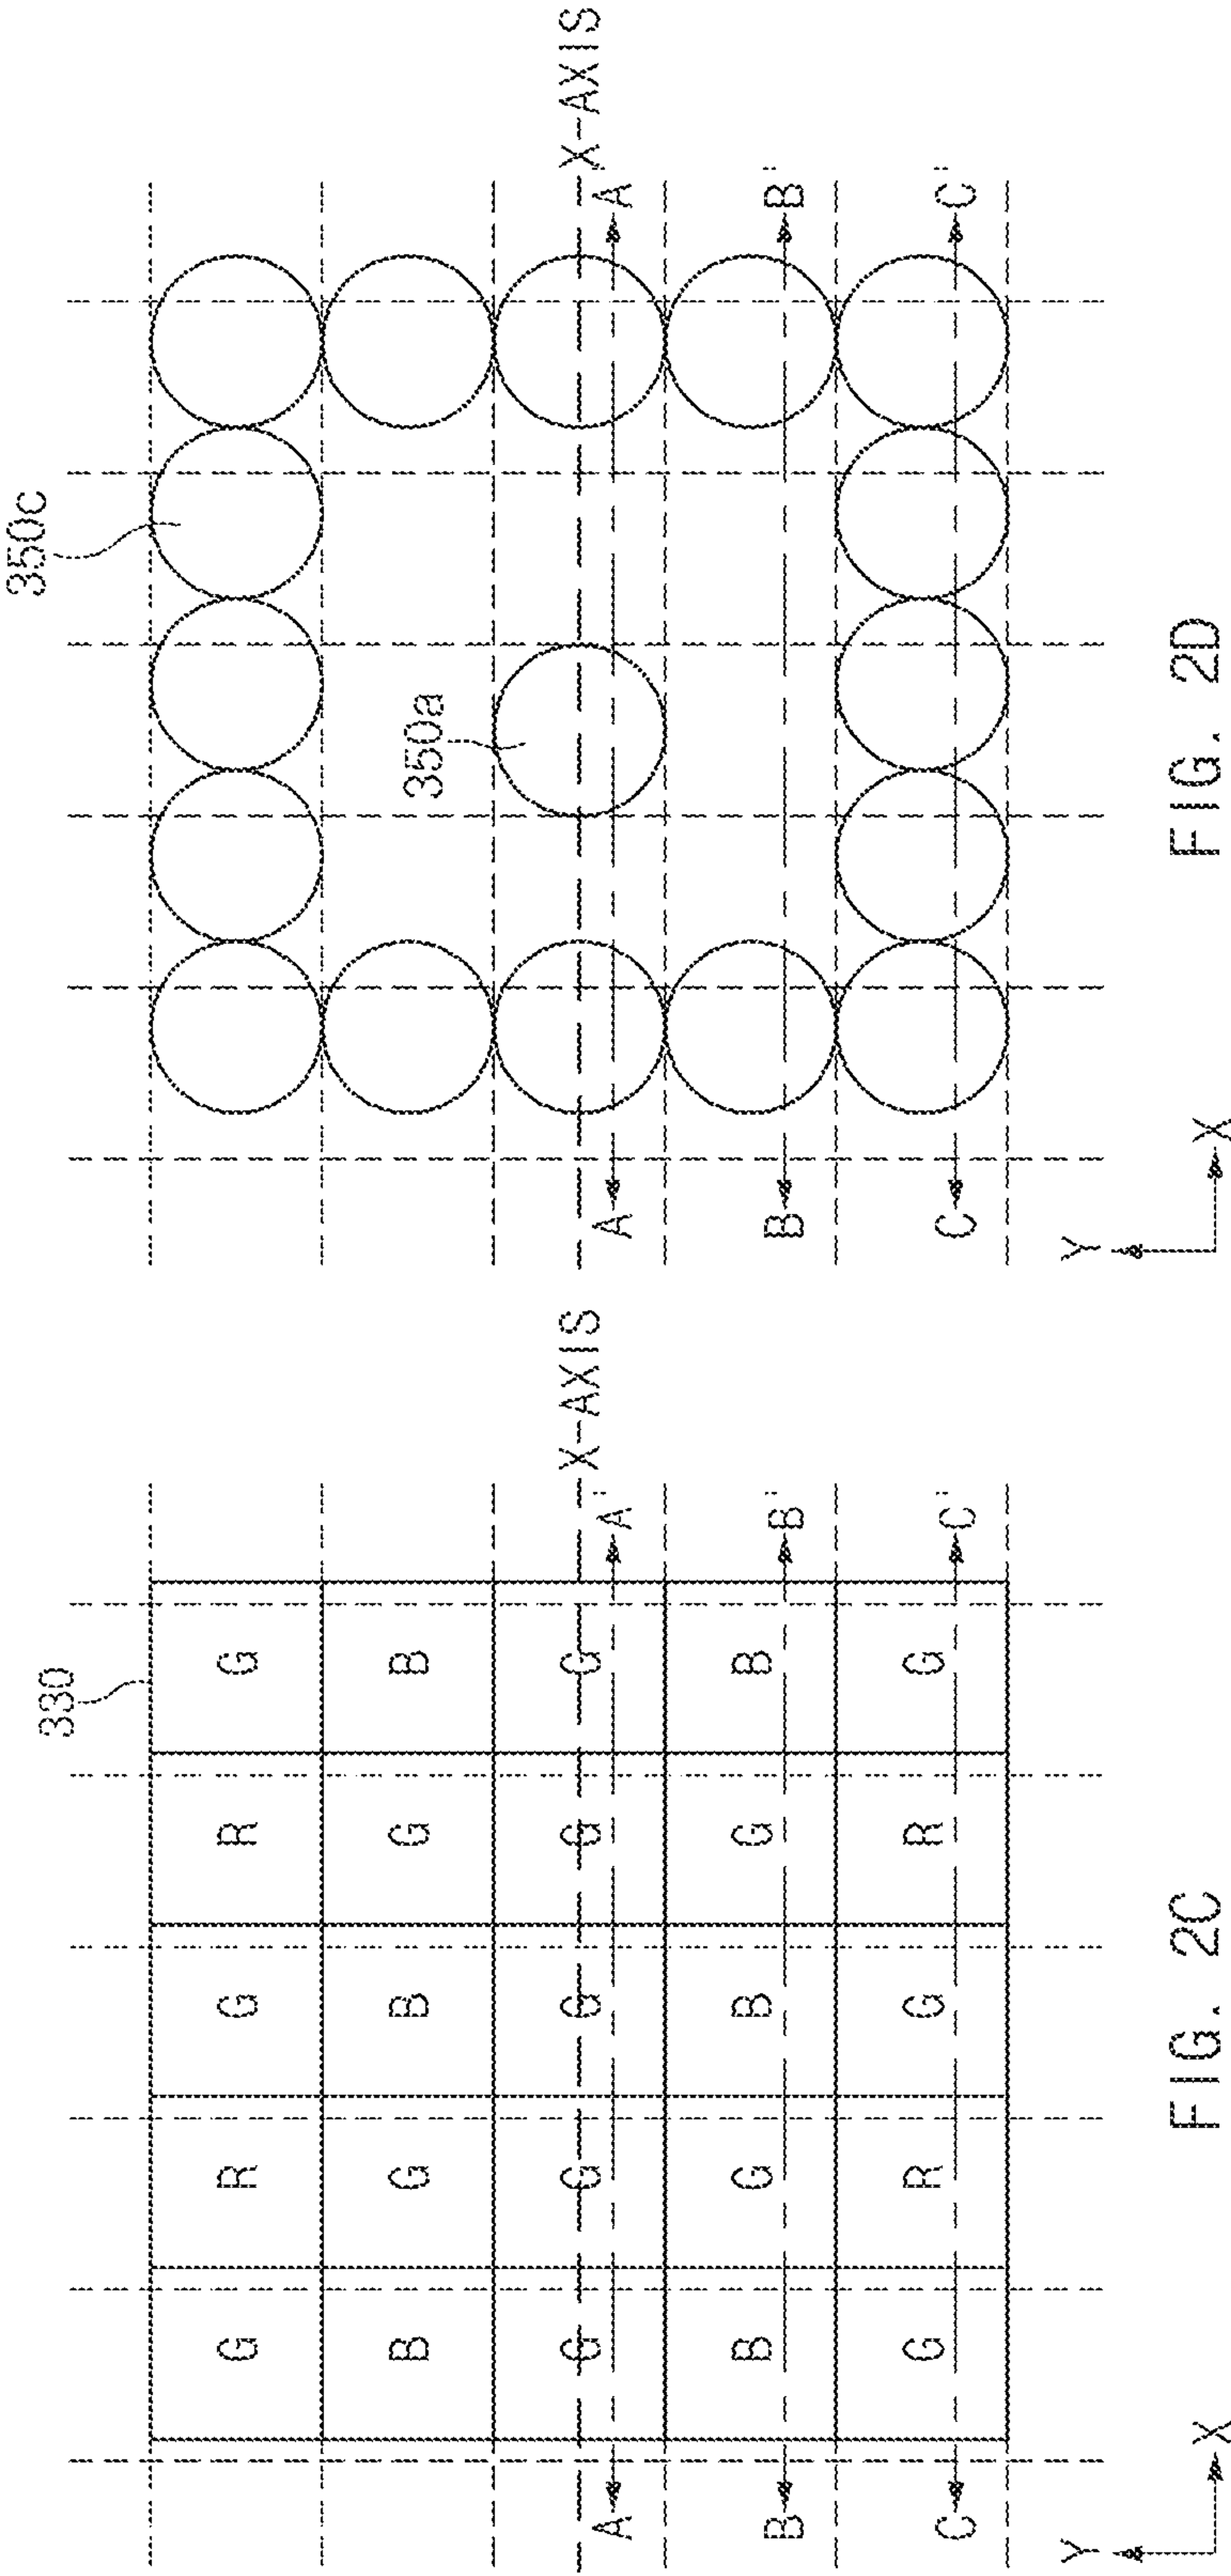 330
G R G R G
B G B G B
G G G G G
X-AXIS
A A'
B G B G B
B B'
G R G R G
C C'
Y
X
FIG. 2C
350c
350a
X-AXIS
A A'
B B'
C C'
Y
X
FIG. 2D